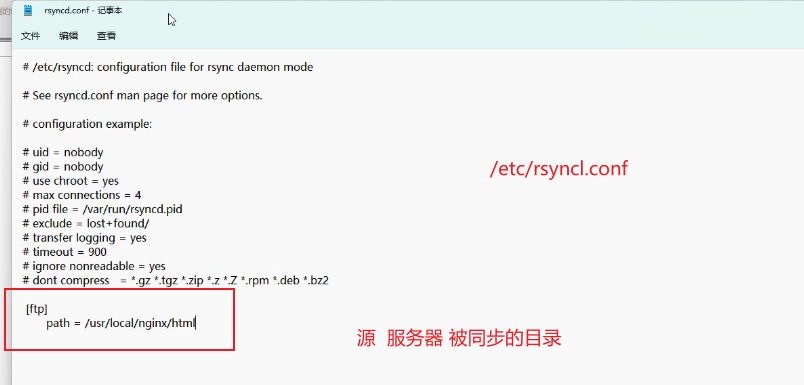 rsyncd.conf - 记事本
文件 编辑 查看
# /etc/rsyncd: configuration file for rsync daemon mode
# See rsyncd.conf man page for more options.
# configuration example:
# uid = nobody
# gid = nobody
# use chroot = yes
# max connections = 4
# pid file = /var/run/rsyncd.pid
# exclude = lost+found/
# transfer logging = yes
# timeout = 900
# ignore nonreadable = yes
# dont compress   = *.gz *.tgz *.zip *.z *.Z *.rpm *.deb *.bz2
/etc/rsyncl.conf
[ftp]
path = /usr/local/nginx/html
源 服务器 被同步的目录